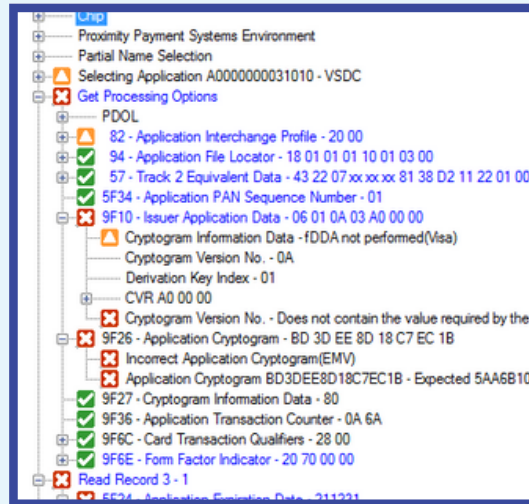 Chip
Proximity Payment Systems Environment
Partial Name Selection
Selecting Application A0000000031010 - VSDC
Get Processing Options
PDOL
82 - Application Interchange Profile - 20 00
94 - Application File Locator - 18 01 01 01 10 01 03 00
57 - Track 2 Equivalent Data - 43 22 07 xx xx xx 81 38 D2 11 22 01 00
5F34 - Application PAN Sequence Number - 01
9F10 - Issuer Application Data - 06 01 0A 03 A0 00 00
Cryptogram Information Data - fDDA not performed(Visa)
Cryptogram Version No. - 0A
Derivation Key Index - 01
CVR A0 00 00
Cryptogram Version No. - Does not contain the value required by the
9F26 - Application Cryptogram - BD 3D EE 8D 18 C7 EC 1B
Incorrect Application Cryptogram(EMV)
Application Cryptogram BD3DEE8D18C7EC1B - Expected 5AA6B10
9F27 - Cryptogram Information Data - 80
9F36 - Application Transaction Counter - 0A 6A
9F6C - Card Transaction Qualifiers - 28 00
9F6E - Form Factor Indicator - 20 70 00 00
Read Record 3 - 1
5F24 - Application Expiration Date - 211231